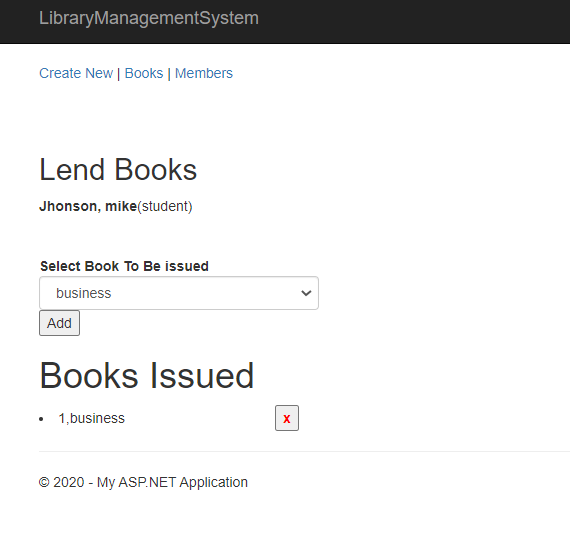 LibraryManagementSystem
Create New | Books | Members
Lend Books
Jhonson, mike(student)
Select Book To Be issued
business
Add
Books Issued
1,business x
© 2020 - My ASP.NET Application